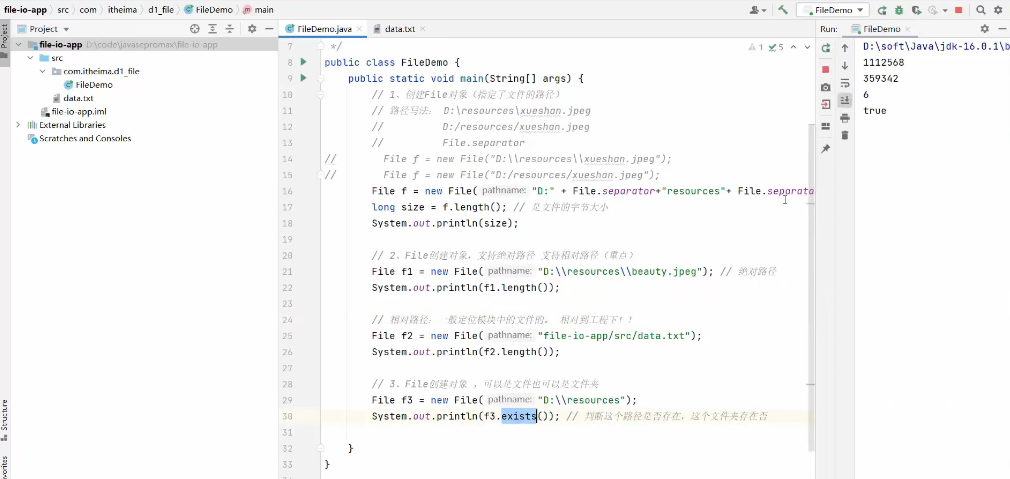 file-io-app src com itheima d1_file FileDemo main
FileDemo
Project
FileDemo.java
data.txt
Run: FileDemo
file-io-app D:\code\javasepromax\file-io-app
src
com.itheima.d1_file
FileDemo
data.txt
file-io-app.iml
External Libraries
Scratches and Consoles
Project
Structure
1 5
7 */
8 public class FileDemo {
9 public static void main(String[] args) {
10 // 1、创建File对象（指定了文件的路径）
11 // 路径写法： D:\resources\xueshan.jpeg
12 // D:/resources/xueshan.jpeg
13 // File.separator
14 // File f = new File("D:\\resources\\xueshan.jpeg");
15 // File f = new File("D:/resources/xueshan.jpeg");
16 File f = new File( pathname: "D:" + File.separator+"resources"+ File.separato
17 long size = f.length(); // 是文件的字节大小
18 System.out.println(size);
19
20 // 2、File创建对象，支持绝对路径 支持相对路径（重点）
21 File f1 = new File( pathname: "D:\\resources\\beauty.jpeg"); // 绝对路径
22 System.out.println(f1.length());
23
24 // 相对路径： 一般定位模块中的文件的。 相对到工程下！！
25 File f2 = new File( pathname: "file-io-app/src/data.txt");
26 System.out.println(f2.length());
27
28 // 3、File创建对象 ，可以是文件也可以是文件夹
29 File f3 = new File( pathname: "D:\\resources");
30 System.out.println(f3.exists()); // 判断这个路径是否存在，这个文件夹存在否
31
32 }
33 }
D:\soft\Java\jdk-16.0.1\b
1112568
359342
6
true